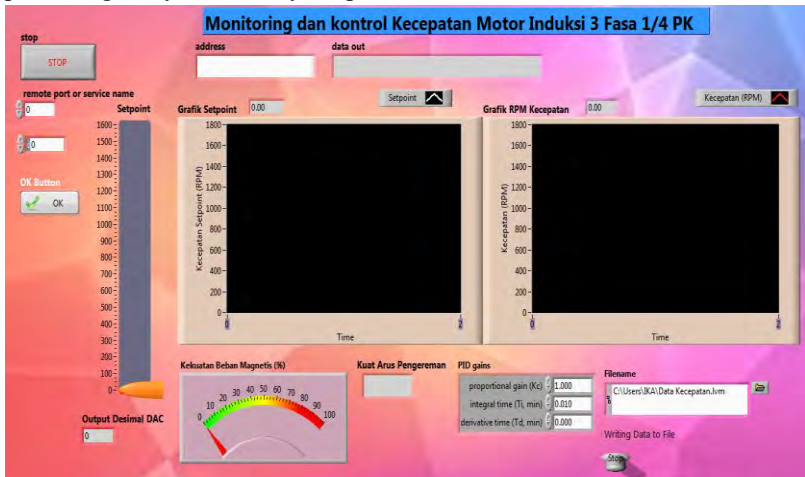 Monitoring dan kontrol Kecepatan Motor Induksi 3 Fasa 1/4 PK
stop
STOP
address
data out
remote port or service name
0
0
OK Button
OK
Setpoint
1600
1500
1400
1300
1200
1100
1000
900
800
700
600
500
400
300
200
100
0
Output Desimal DAC
0
Grafik Setpoint
0.00
Setpoint
Kecepatan Setpoint (RPM)
1800
1600
1400
1200
1000
800
600
400
200
0
0
2
Time
Grafik RPM Kecepatan
0.00
Kecepatan (RPM)
Kecepatan (RPM)
1800
1600
1400
1200
1000
800
600
400
200
0
0
2
Time
Kekuatan Beban Magnetis (%)
0 10 20 30 40 50 60 70 80 90 100
Kuat Arus Pengereman
PID gains
proportional gain (Kc) 1.000
integral time (Ti, min) 0.010
derivative time (Td, min) 0.000
Filename
C:\Users\IKA\Data Kecepatan.lvm
Writing Data to File
Stop